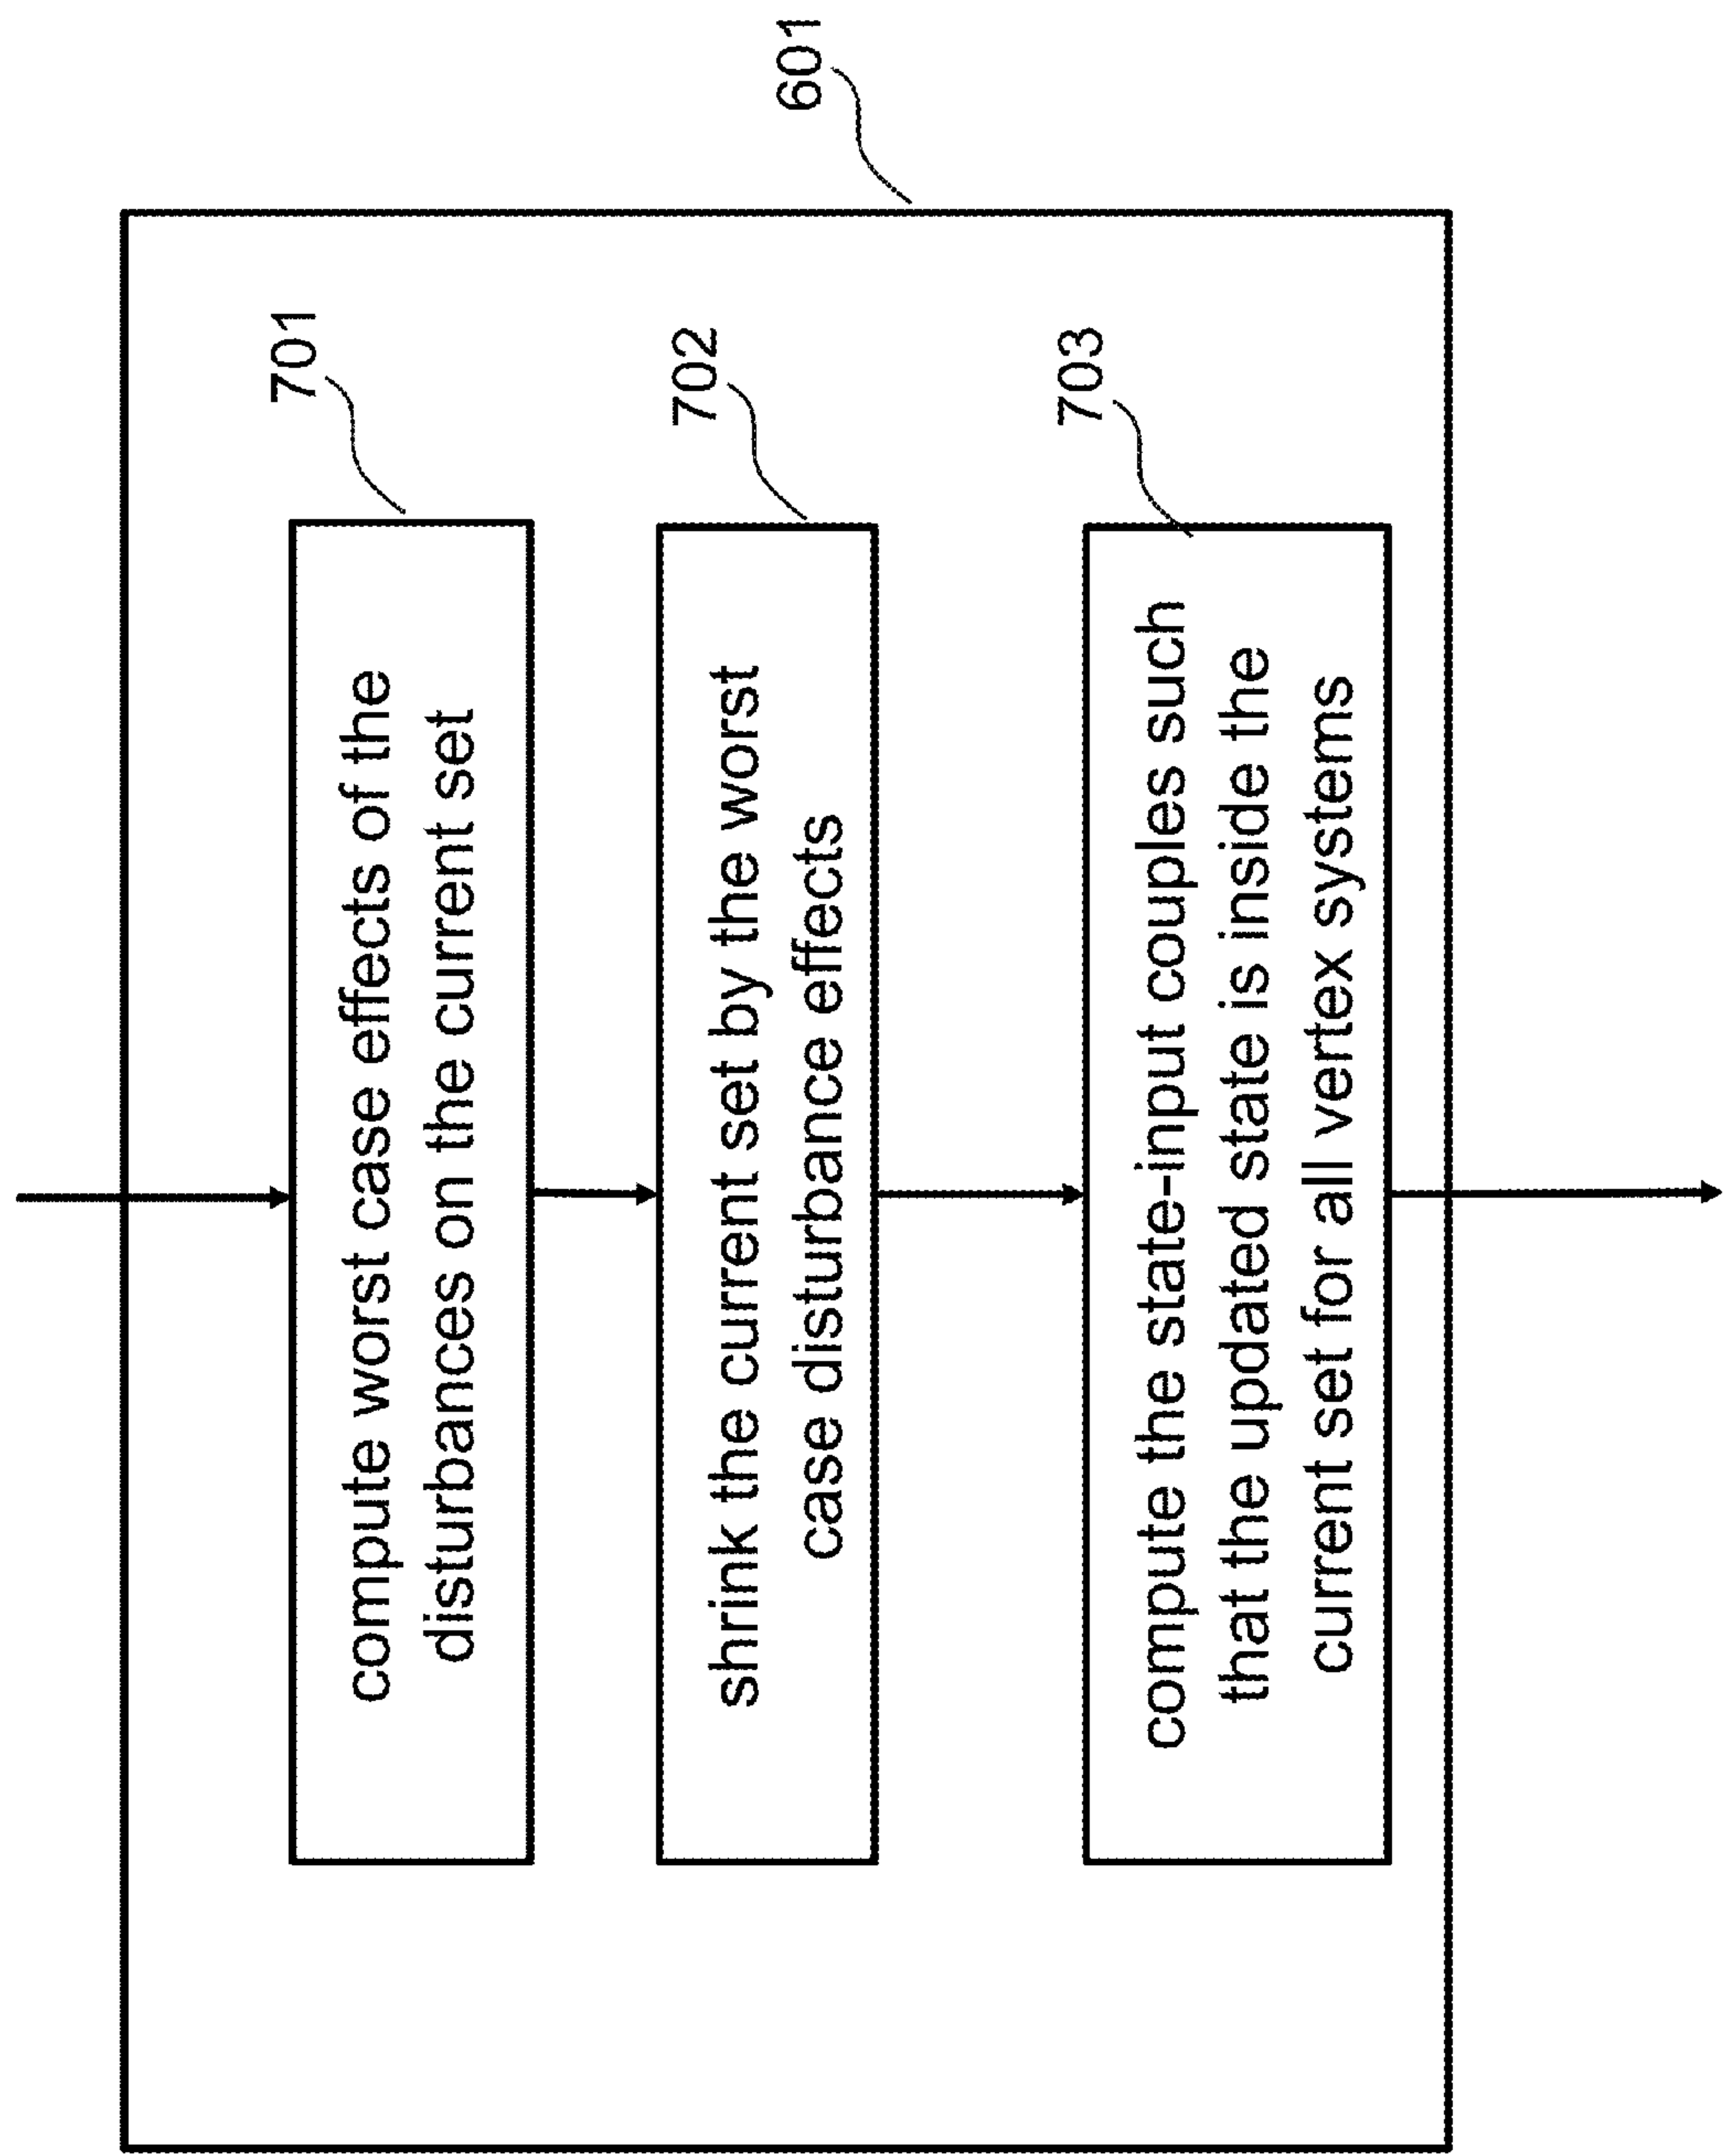 601
701
compute worst case effects of the
disturbances on the current set
702
shrink the current set by the worst
case disturbance effects
703
compute the state-input couples such
that the updated state is inside the
current set for all vertex systems